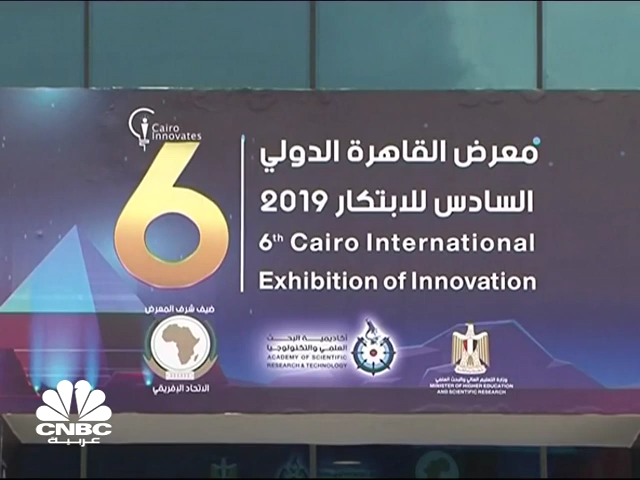 Cairo
Innovates
6
معرض القاهرة الدولي
السادس للابتكار 2019
6th Cairo International
Exhibition of Innovation
ضيف شرف المعرض
الاتحاد الإفريقي
أكاديمية البحث
العلمي والتكنولوجيا
ACADEMY OF SCIENTIFIC
RESEARCH & TECHNOLOGY
وزارة التعليم العالي والبحث العلمي
MINISTRY OF HIGHER EDUCATION
AND SCIENTIFIC RESEARCH
CNBC
عربية